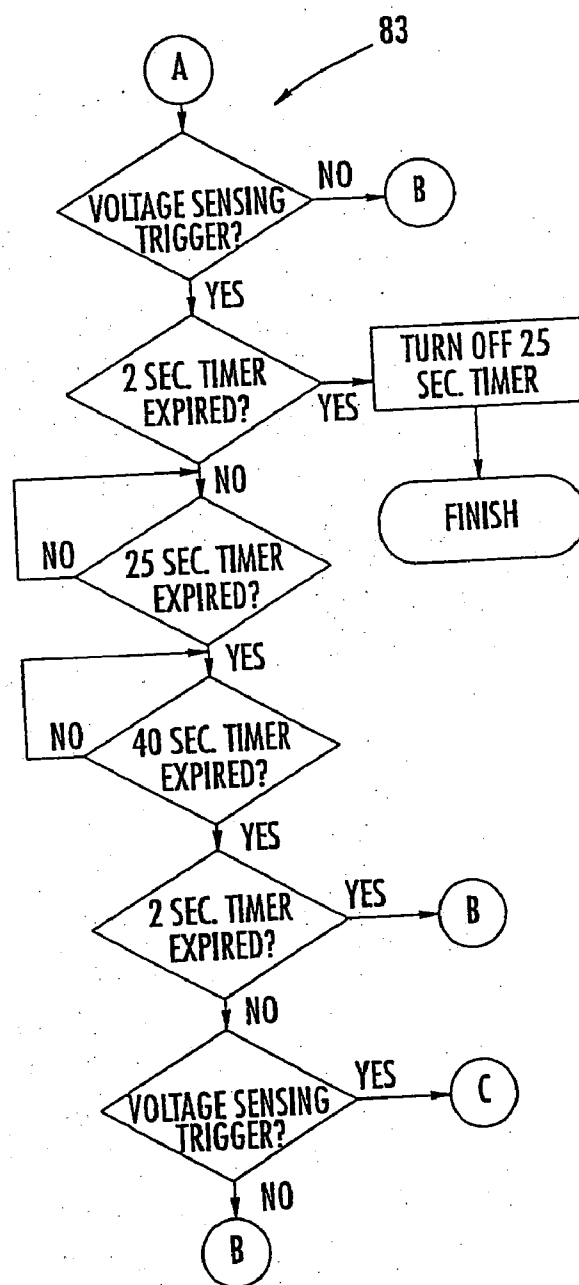 83
A
VOLTAGE SENSING
TRIGGER?
NO
B
YES
2 SEC. TIMER
EXPIRED?
YES
TURN OFF 25
SEC. TIMER
FINISH
NO
25 SEC. TIMER
EXPIRED?
NO
YES
40 SEC. TIMER
EXPIRED?
NO
YES
2 SEC. TIMER
EXPIRED?
YES
B
NO
VOLTAGE SENSING
TRIGGER?
YES
C
NO
B